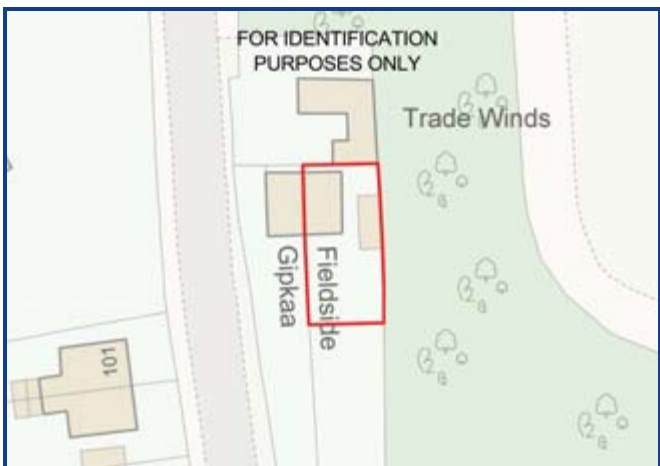 FOR IDENTIFICATION
PURPOSES ONLY
Trade Winds
Fieldside
Gipkaa
101